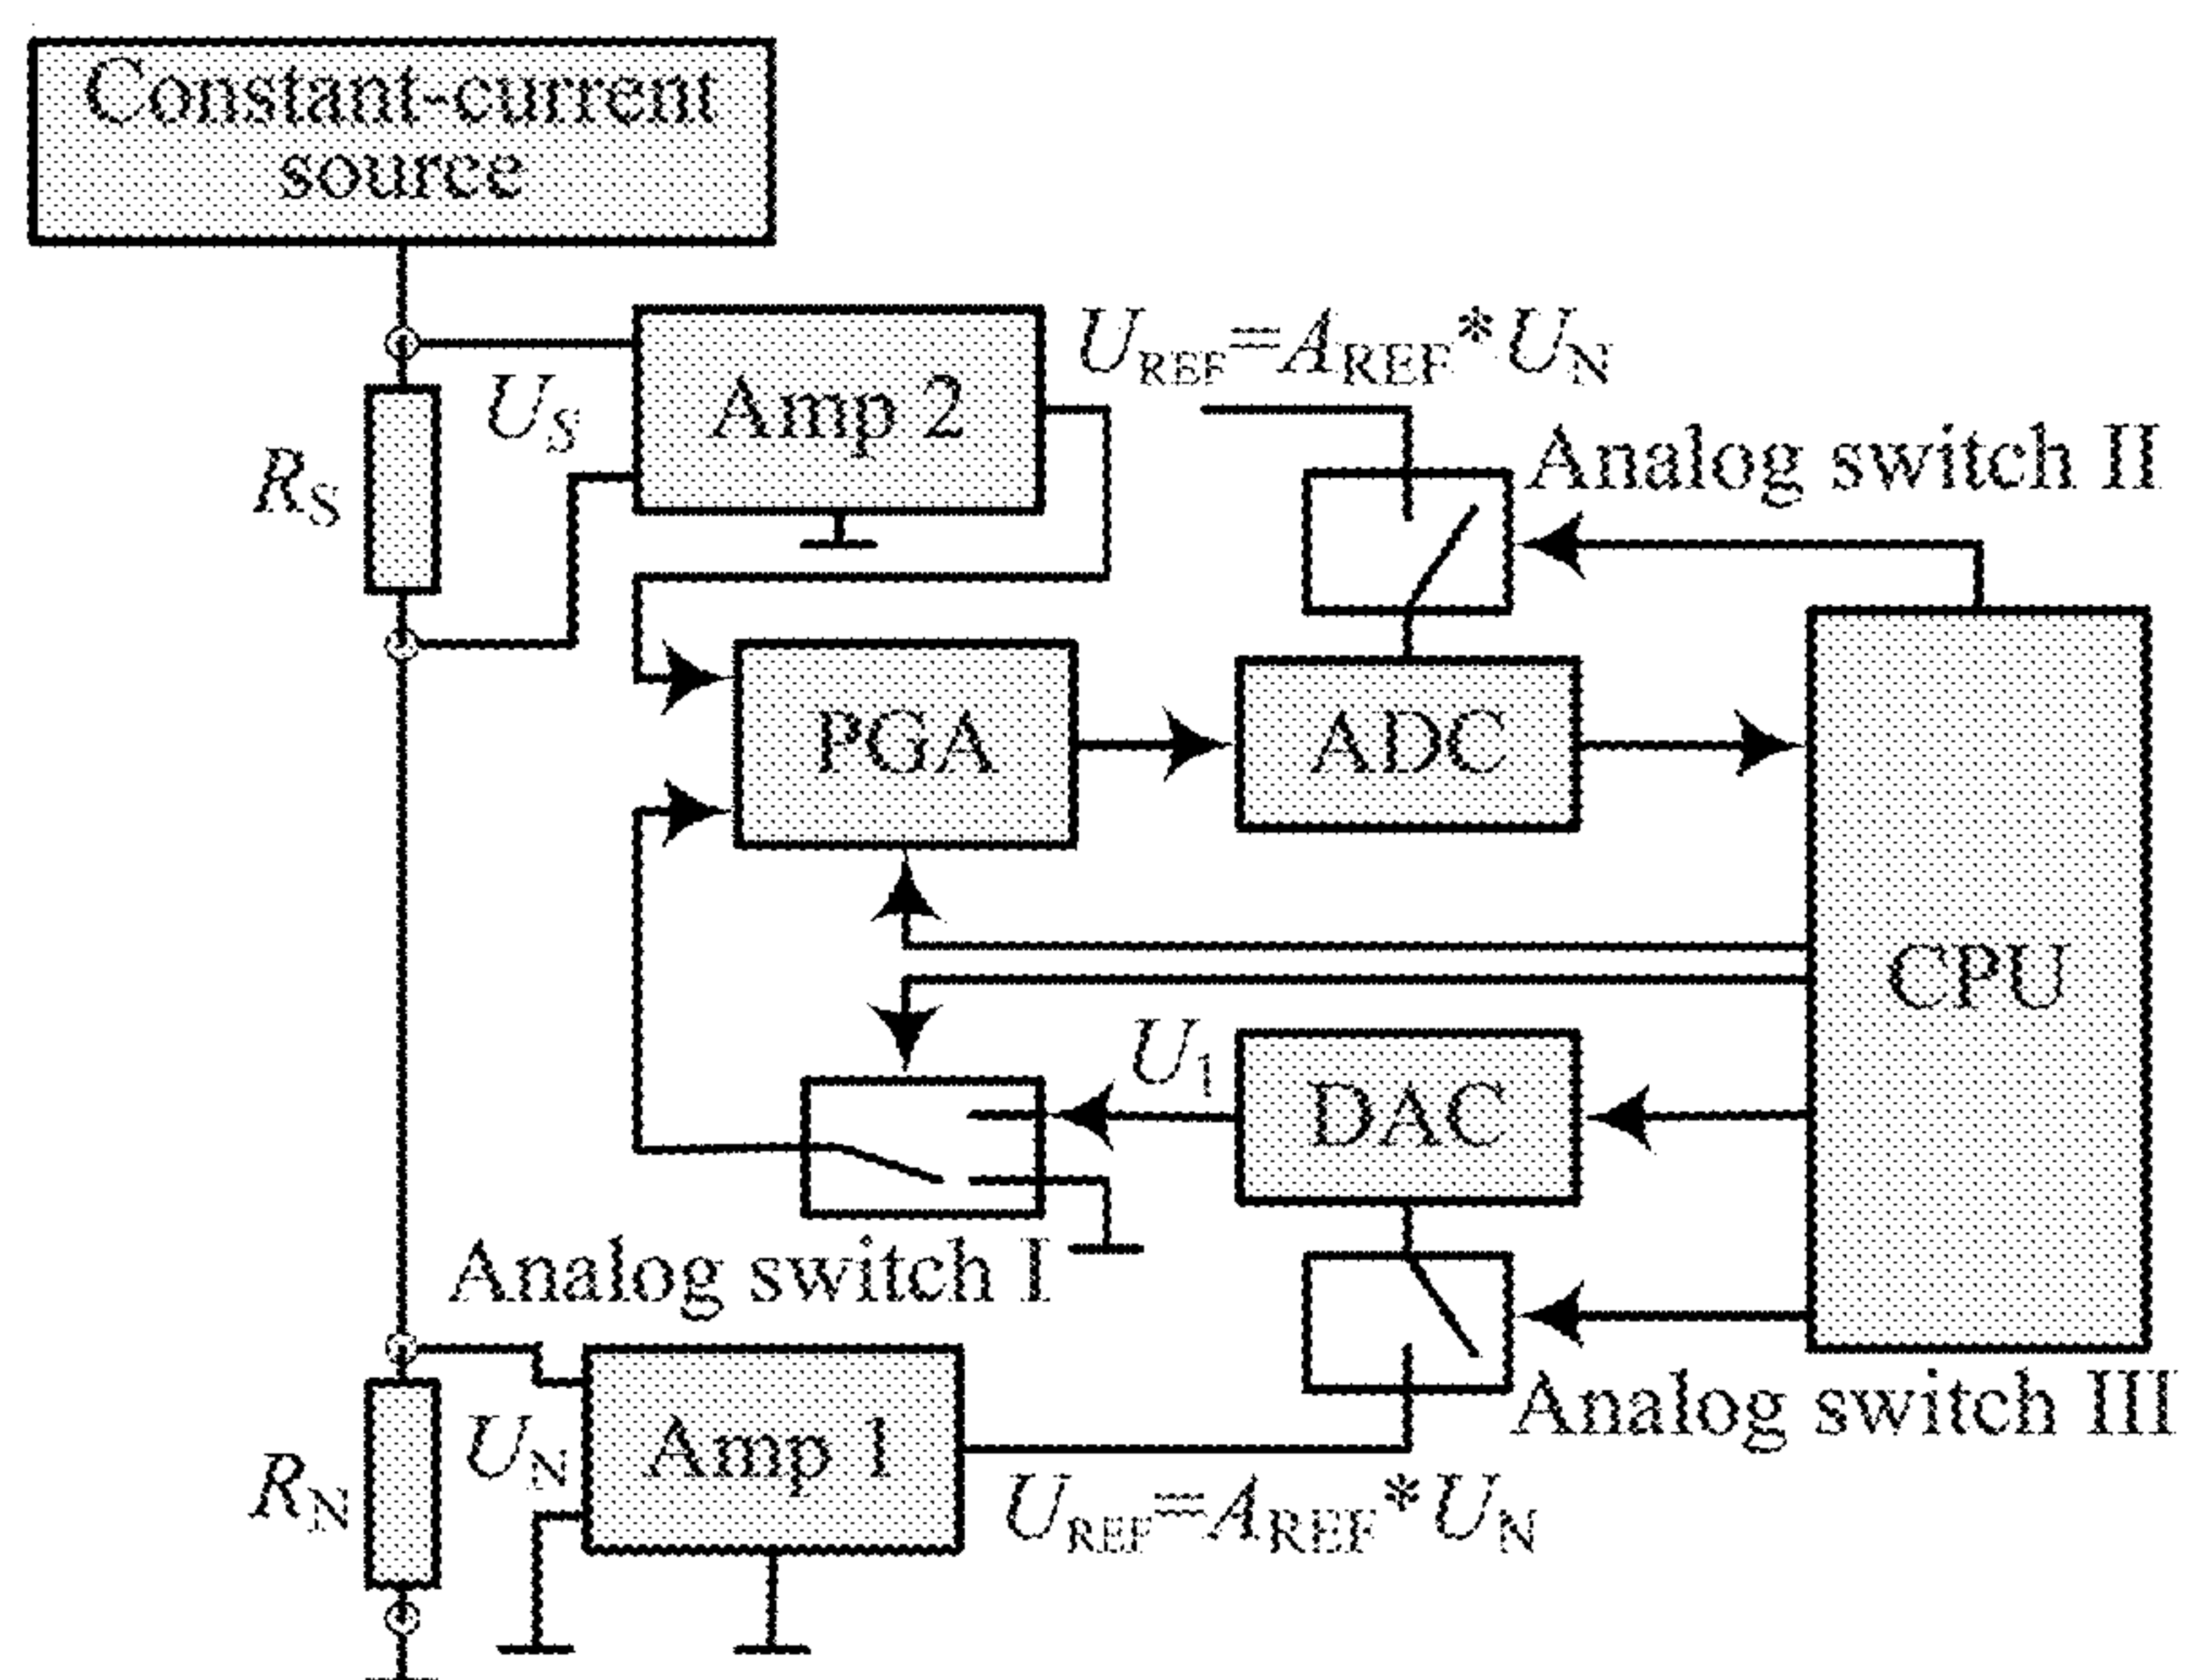 Constant-current
source
U_S
Amp 2
U_REF=A_REF*U_N
R_S
Analog switch II
PGA
ADC
CPU
U_1
DAC
Analog switch I
R_N
U_N
Amp 1
Analog switch III
U_REF=A_REF*U_N